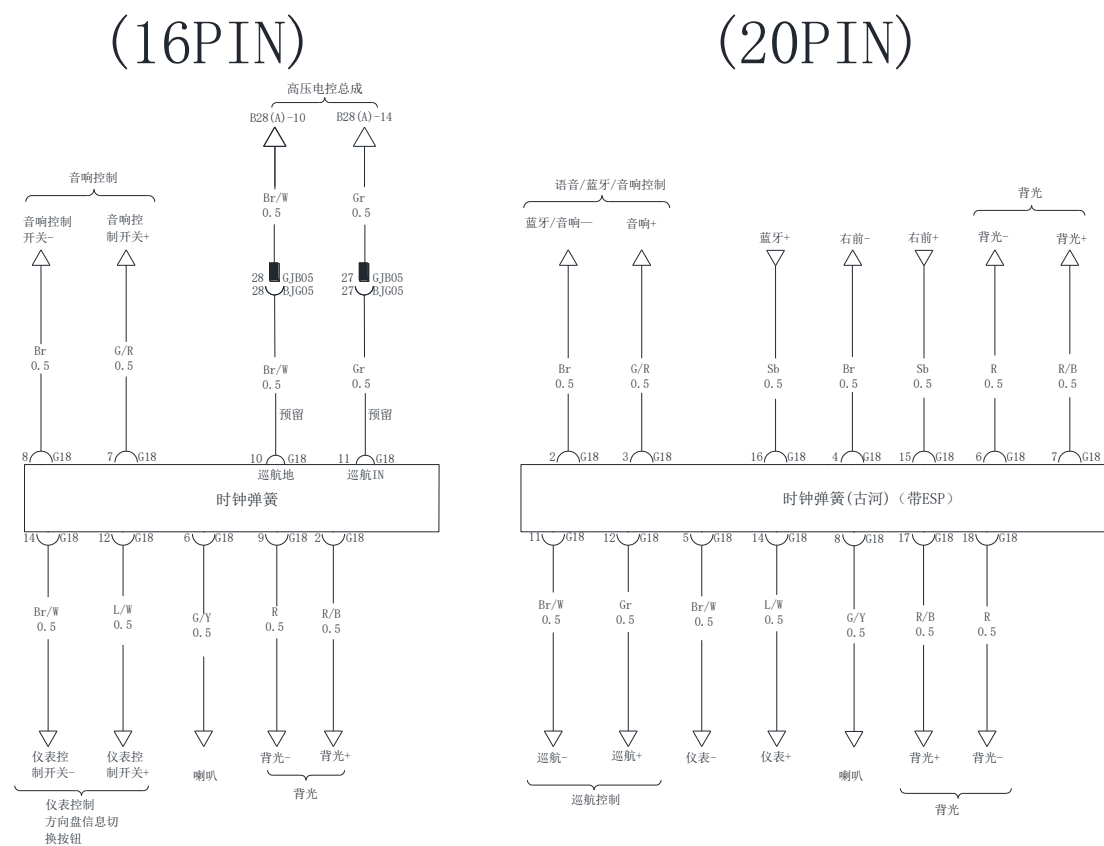 (16PIN)
高压电控总成
B28(A)-10
B28(A)-14
音响控制
音响控制
开关-
音响控
制开关+
Br/W
0.5
Gr
0.5
28
GJB05
28
BJG05
27
GJB05
27
BJG05
Br
0.5
G/R
0.5
Br/W
0.5
Gr
0.5
预留
预留
8
G18
7
G18
10
G18
11
G18
巡航地
巡航IN
时钟弹簧
14
G18
12
G18
6
G18
9
G18
2
G18
Br/W
0.5
L/W
0.5
G/Y
0.5
R
0.5
R/B
0.5
仪表控
制开关-
仪表控
制开关+
喇叭
背光-
背光+
背光
仪表控制
方向盘信息切
换按钮
(20PIN)
语音/蓝牙/音响控制
背光
蓝牙/音响—
音响+
蓝牙+
右前-
右前+
背光-
背光+
Br
0.5
G/R
0.5
Sb
0.5
Br
0.5
Sb
0.5
R
0.5
R/B
0.5
2
G18
3
G18
16
G18
4
G18
15
G18
6
G18
7
G18
时钟弹簧(古河)（带ESP）
11
G18
12
G18
5
G18
14
G18
8
G18
17
G18
18
G18
Br/W
0.5
Gr
0.5
Br/W
0.5
L/W
0.5
G/Y
0.5
R/B
0.5
R
0.5
巡航-
巡航+
仪表-
仪表+
喇叭
背光+
背光-
巡航控制
背光